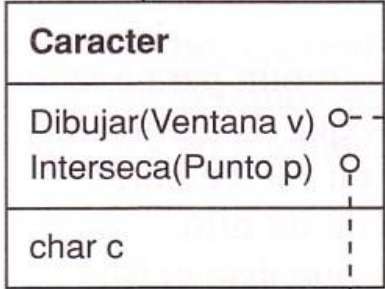 Caracter
Dibujar(Ventana v)
Interseca(Punto p)
char c